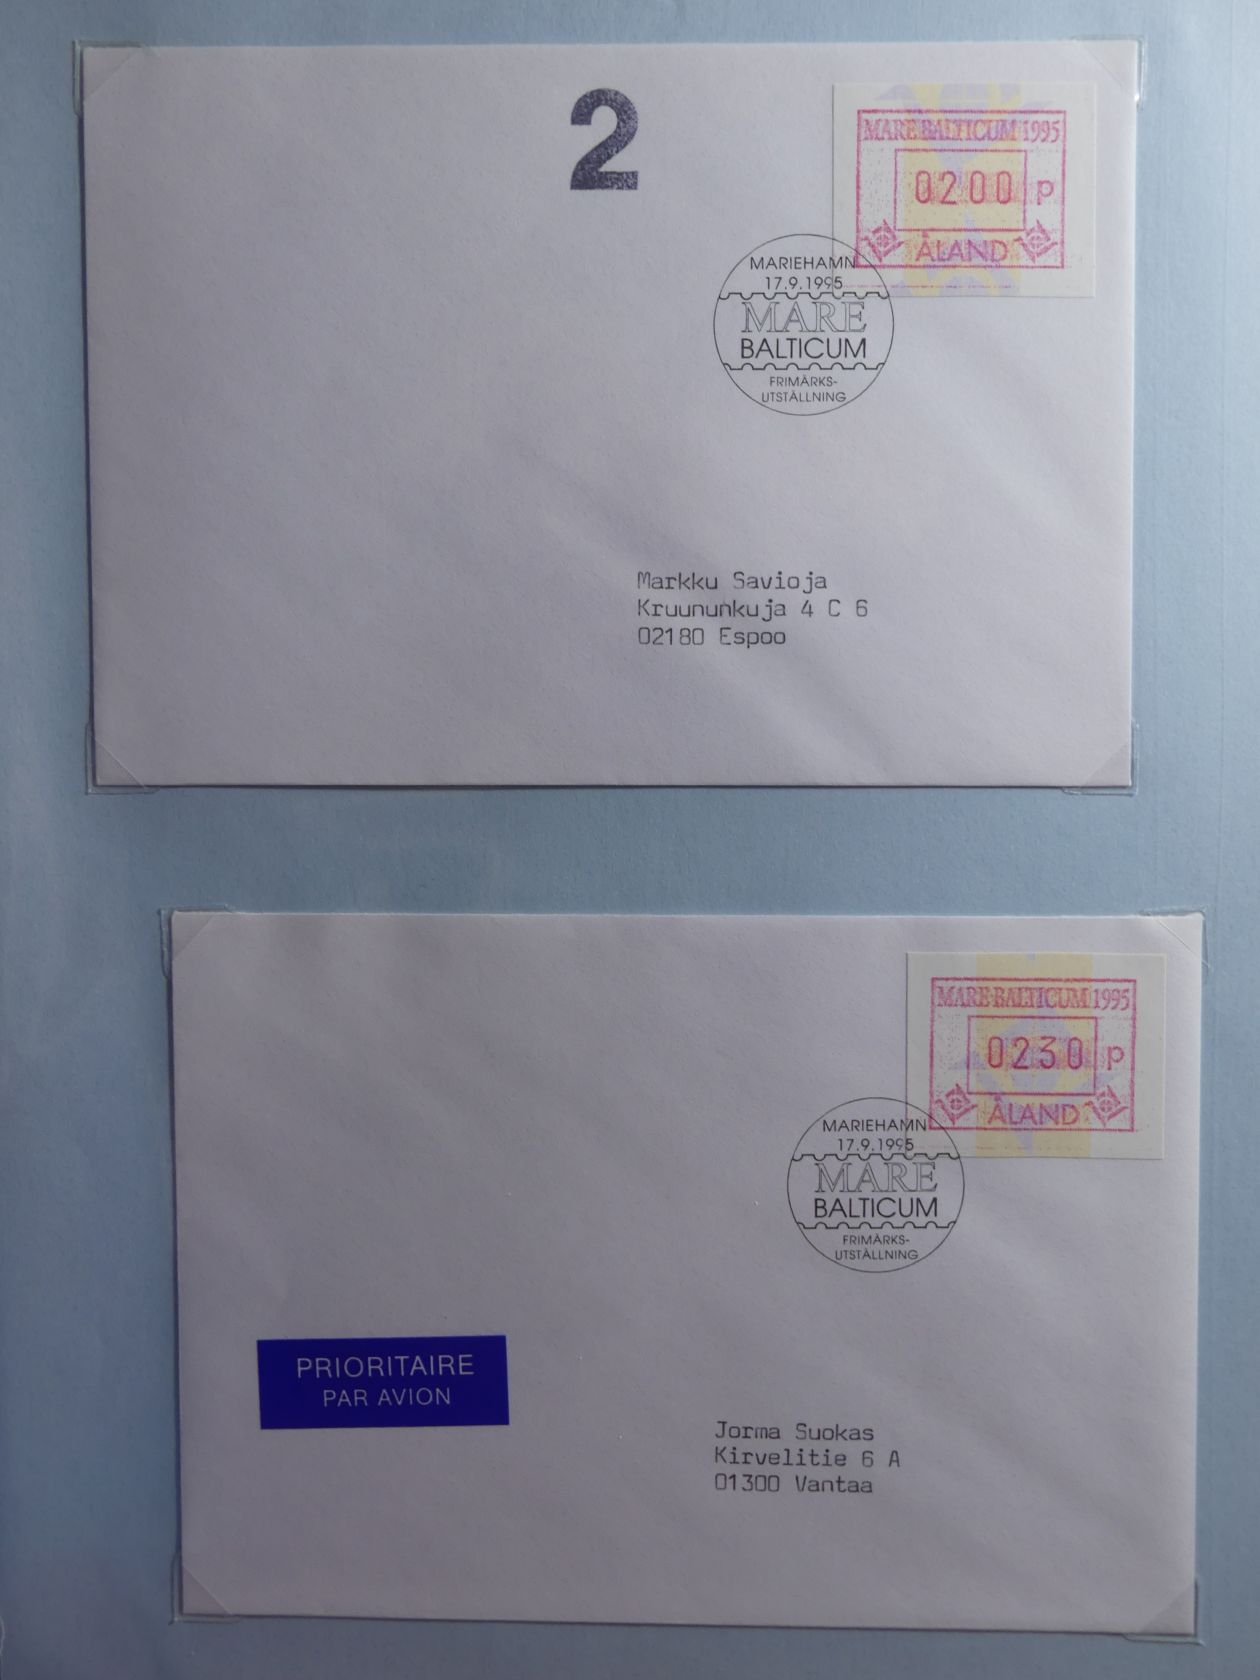 2
MARE BALTICUM 1995
0200 p
ÅLAND
MARIEHAMN
17.9.1995
MARE
BALTICUM
FRIMÄRKS-
UTSTÄLLNING
Markku Savioja
Kruununkuja 4 C 6
02180 Espoo
MARE BALTICUM 1995
0230 p
ÅLAND
MARIEHAMN
17.9.1995
MARE
BALTICUM
FRIMÄRKS-
UTSTÄLLNING
PRIORITAIRE
PAR AVION
Jorma Suokas
Kirvelitie 6 A
01300 Vantaa